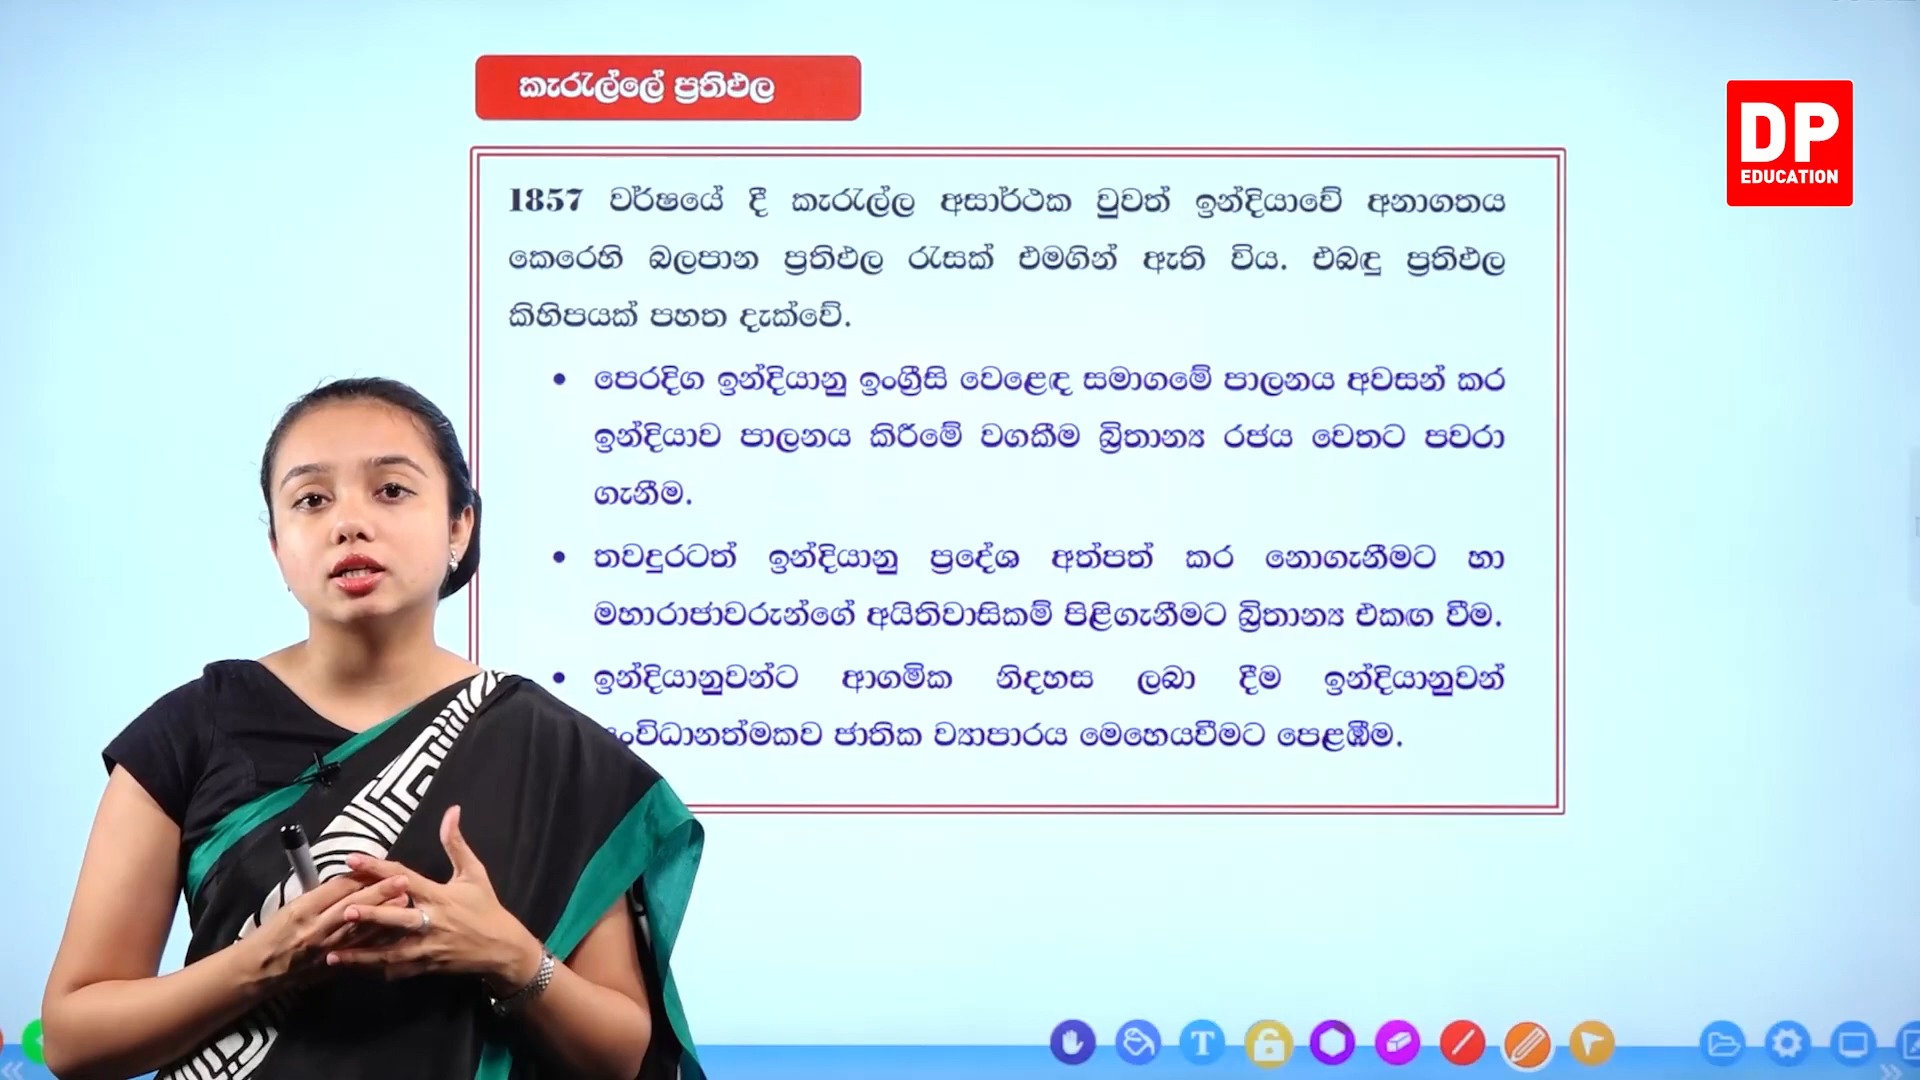 කැරැල්ලේ ප්‍රතිඵල
DP
EDUCATION
1857 වර්ෂයේ දී කැරැල්ල අසාර්ථක වුවත් ඉන්දියාවේ අනාගතය
කෙරෙහි බලපාන ප්‍රතිඵල රැසක් එමගින් ඇති විය. එබඳු ප්‍රතිඵල
කිහිපයක් පහත දැක්වේ.
• පෙරදිග ඉන්දියානු ඉංග්‍රීසි වෙළෙඳ සමාගමේ පාලනය අවසන් කර
ඉන්දියාව පාලනය කිරීමේ වගකීම බ්‍රිතාන්‍ය රජය වෙතට පවරා
ගැනීම.
• තවදුරටත් ඉන්දියානු ප්‍රදේශ අත්පත් කර නොගැනීමට හා
මහාරාජාවරුන්ගේ අයිතිවාසිකම් පිළිගැනීමට බ්‍රිතාන්‍ය එකඟ වීම.
• ඉන්දියානුවන්ට ආගමික නිදහස ලබා දීම ඉන්දියානුවන්
ජාතික ව්‍යාපාරය මෙහෙයවීමට පෙළඹීම.
T